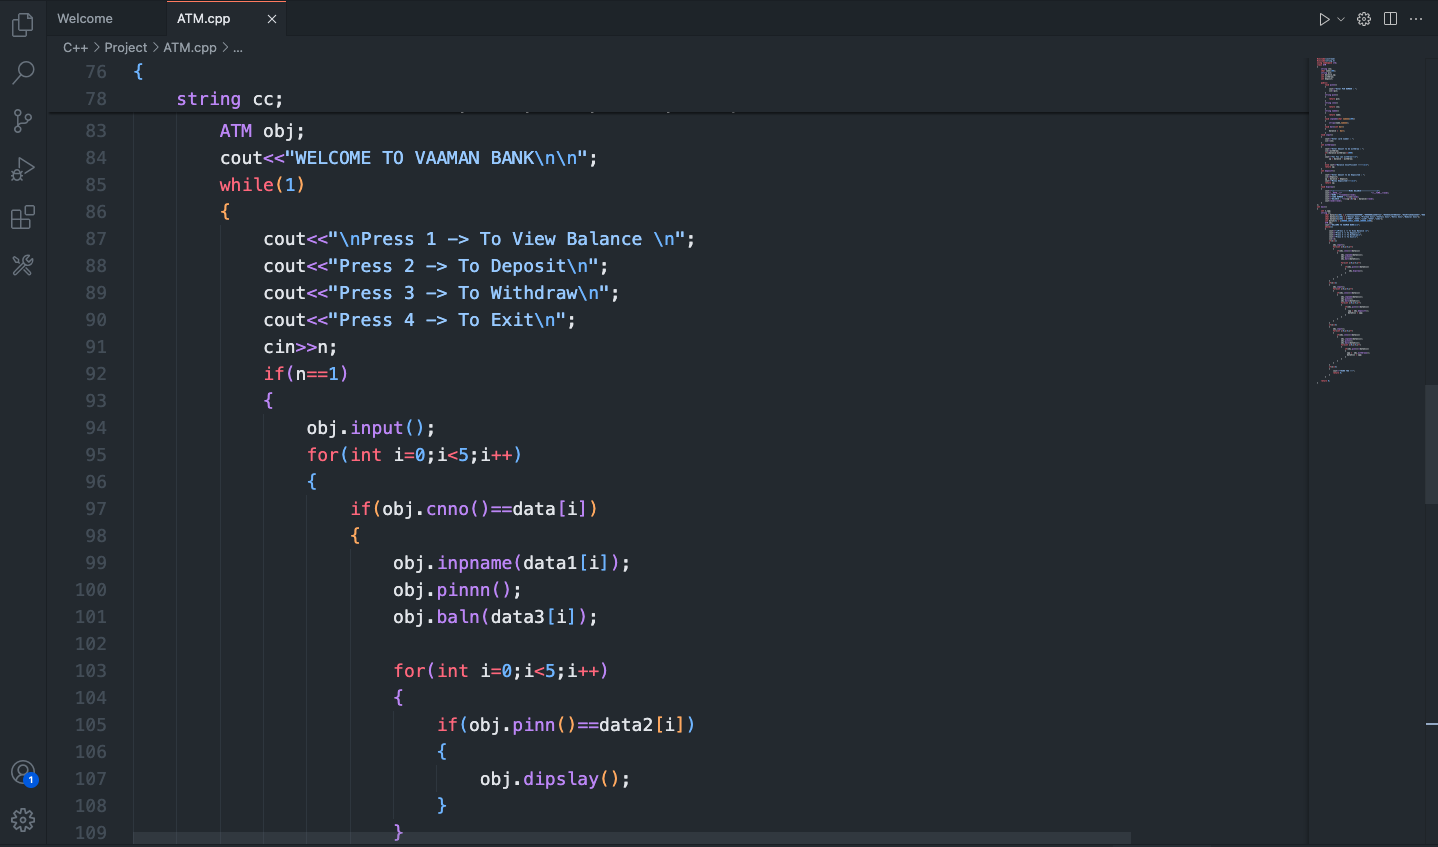 Welcome
ATM.cpp
C++ > Project > ATM.cpp > ...
76 {
78 string cc;
83 ATM obj;
84 cout<<"WELCOME TO VAAMAN BANK\n\n";
85 while(1)
86 {
87 cout<<"\nPress 1 -> To View Balance \n";
88 cout<<"Press 2 -> To Deposit\n";
89 cout<<"Press 3 -> To Withdraw\n";
90 cout<<"Press 4 -> To Exit\n";
91 cin>>n;
92 if(n==1)
93 {
94 obj.input();
95 for(int i=0;i<5;i++)
96 {
97 if(obj.cnno()==data[i])
98 {
99 obj.inpname(data1[i]);
100 obj.pinnn();
101 obj.baln(data3[i]);
102
103 for(int i=0;i<5;i++)
104 {
105 if(obj.pinn()==data2[i])
106 {
107 obj.dipslay();
108 }
109 }
1